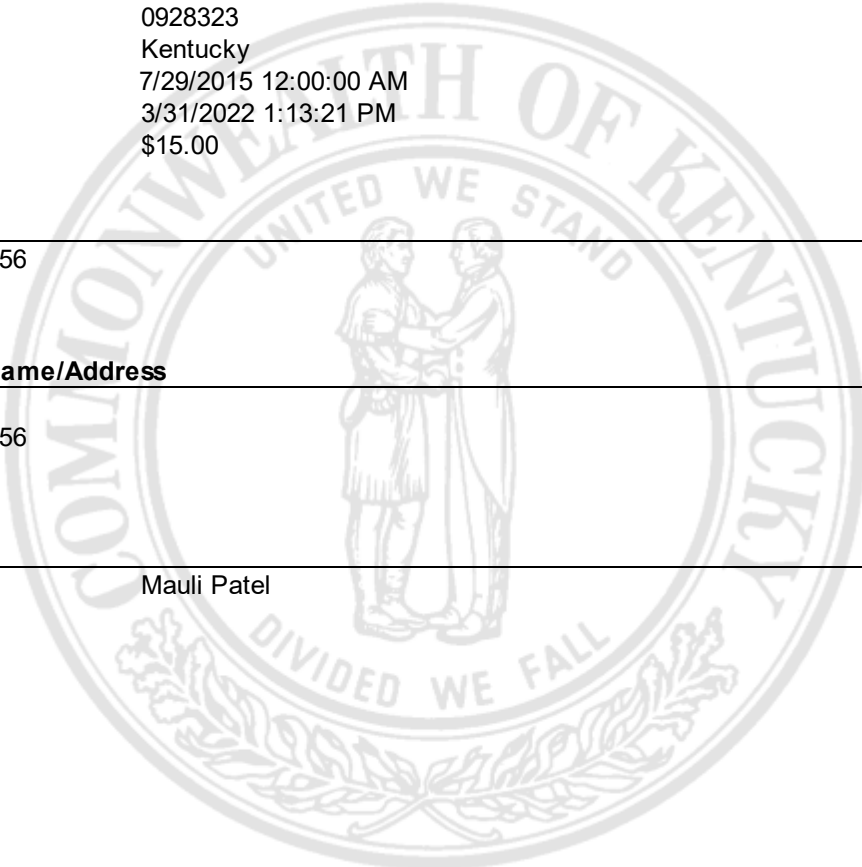 0928323
Kentucky
7/29/2015 12:00:00 AM
3/31/2022 1:13:21 PM
$15.00
56
ame/Address
56
Mauli Patel
COMMONWEALTH OF KENTUCKY
UNITED WE STAND
DIVIDED WE FALL